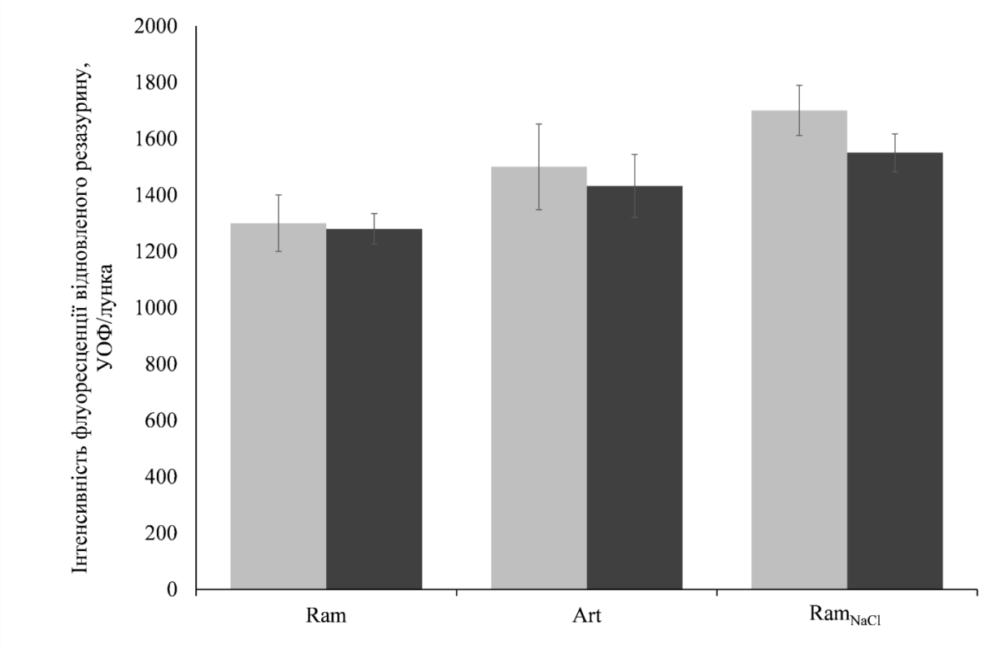 Інтенсивність флуоресценції відновленого резазурину,
УОФ/лунка
2000
1800
1600
1400
1200
1000
800
600
400
200
0
Ram
Art
RamNaCl